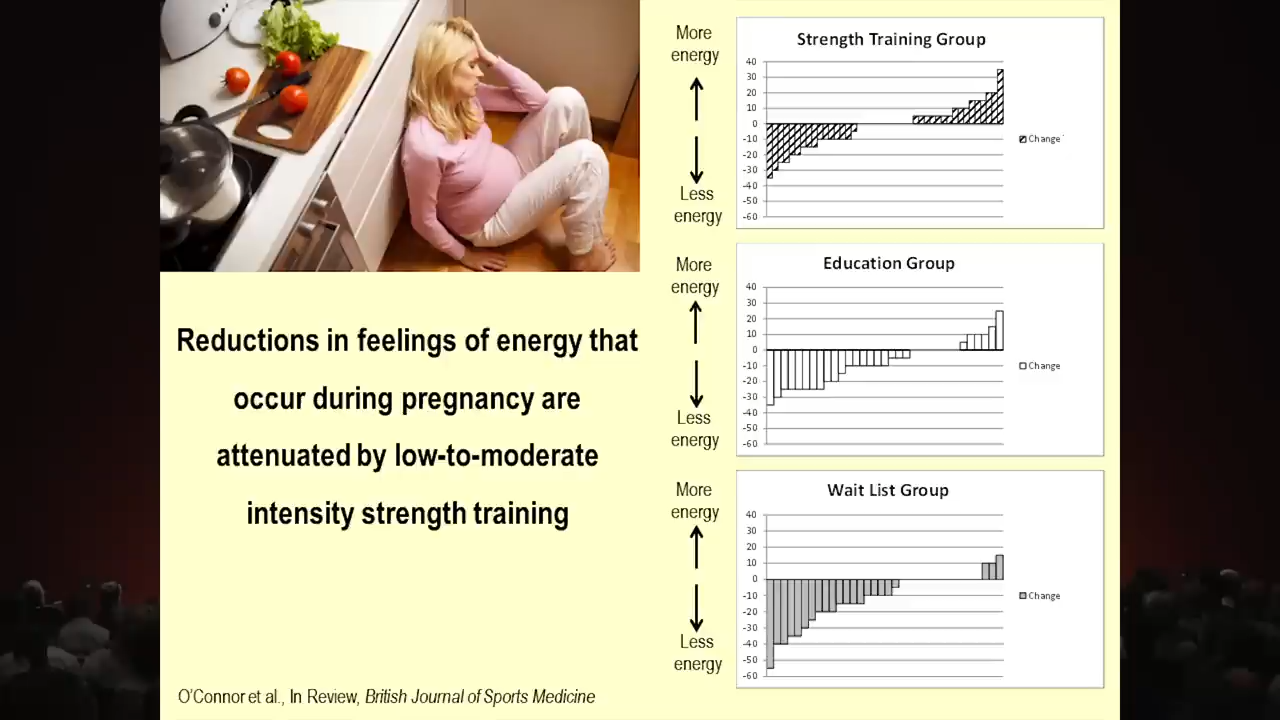 Reductions in feelings of energy that
occur during pregnancy are
attenuated by low-to-moderate
intensity strength training
O'Connor et al., In Review, British Journal of Sports Medicine
More
energy
Less
energy
Strength Training Group
40
30
20
10
0
-10
-20
-30
-40
-50
-60
Change
More
energy
Less
energy
Education Group
40
30
20
10
0
-10
-20
-30
-40
-50
-60
Change
More
energy
Less
energy
Wait List Group
40
30
20
10
0
-10
-20
-30
-40
-50
-60
Change